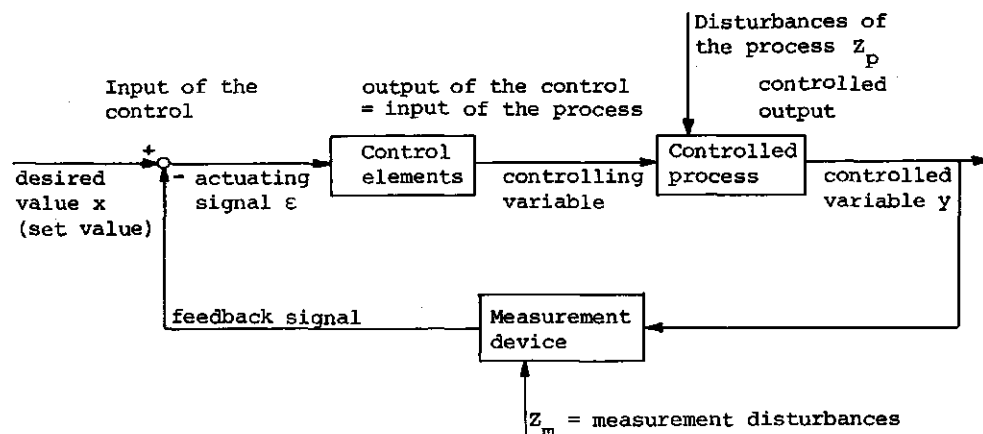 Disturbances of
the process Zp
Input of the
control
output of the control
= input of the process
controlled
output
+
Control
elements
Controlled
process
desired
value x
(set value)
- actuating
signal ε
controlling
variable
controlled
variable y
feedback signal
Measurement
device
Zm = measurement disturbances